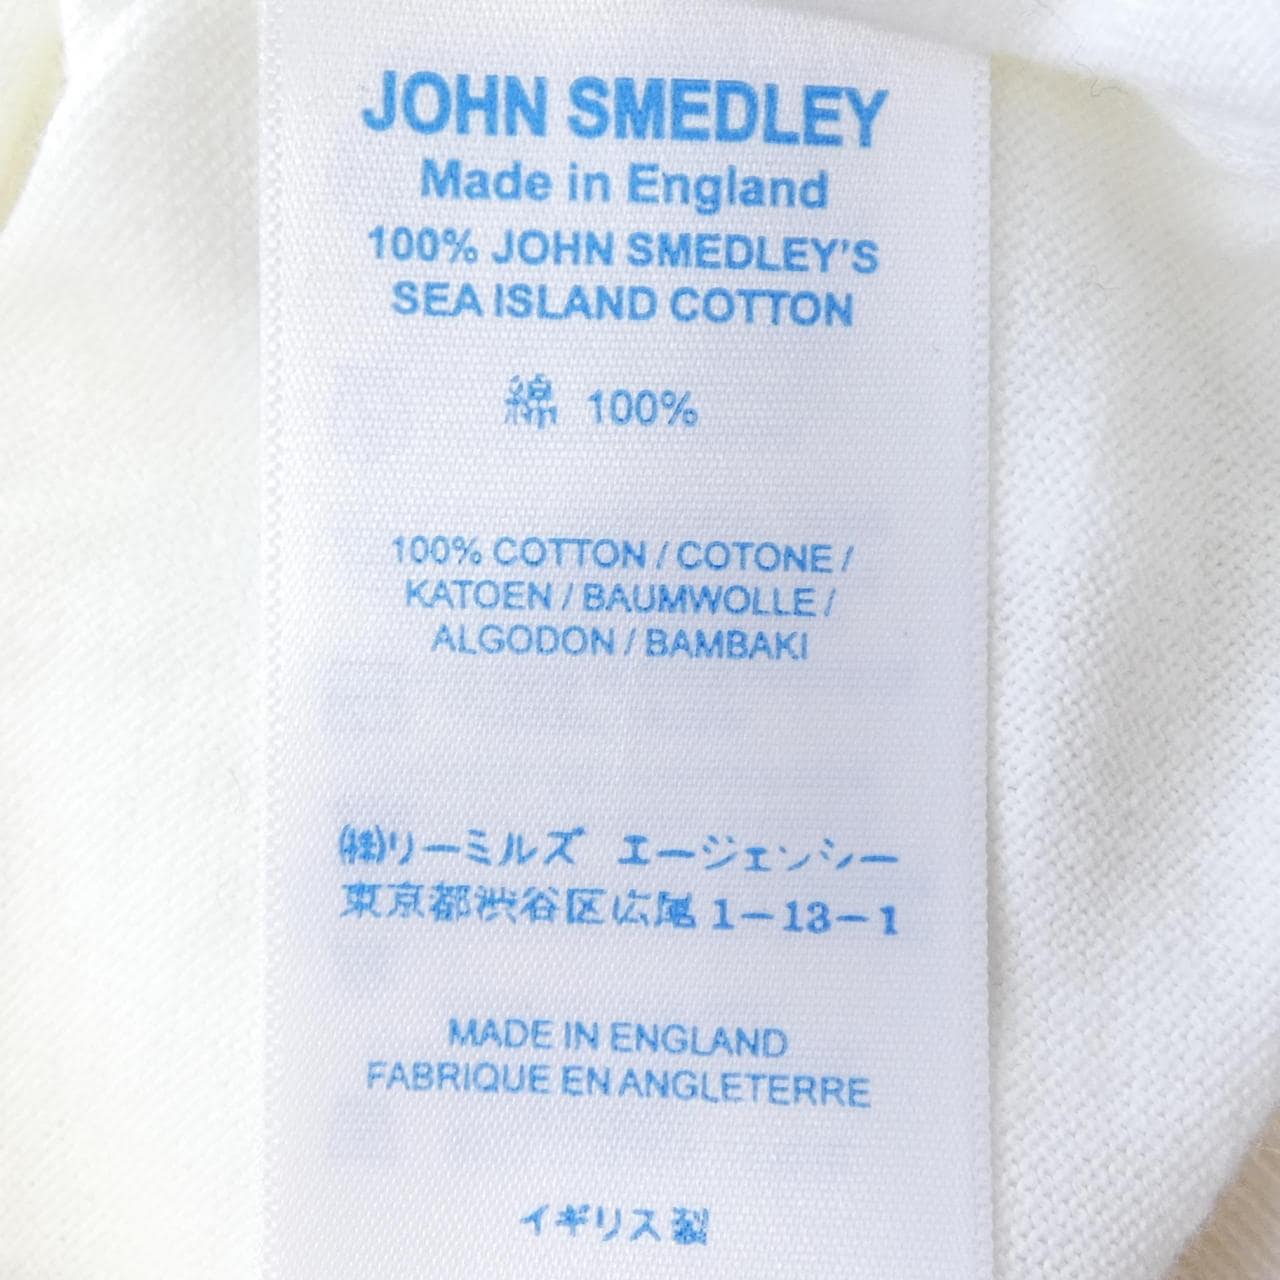 JOHN SMEDLEY
Made in England
100% JOHN SMEDLEY'S
SEA ISLAND COTTON
綿 100%
100% COTTON / COTONE /
KATOEN / BAUMWOLLE /
ALGODON / BAMBAKI
㈱リーミルズ エージェンシー
東京都渋谷区広尾1-13-1
MADE IN ENGLAND
FABRIQUE EN ANGLETERRE
イギリス製